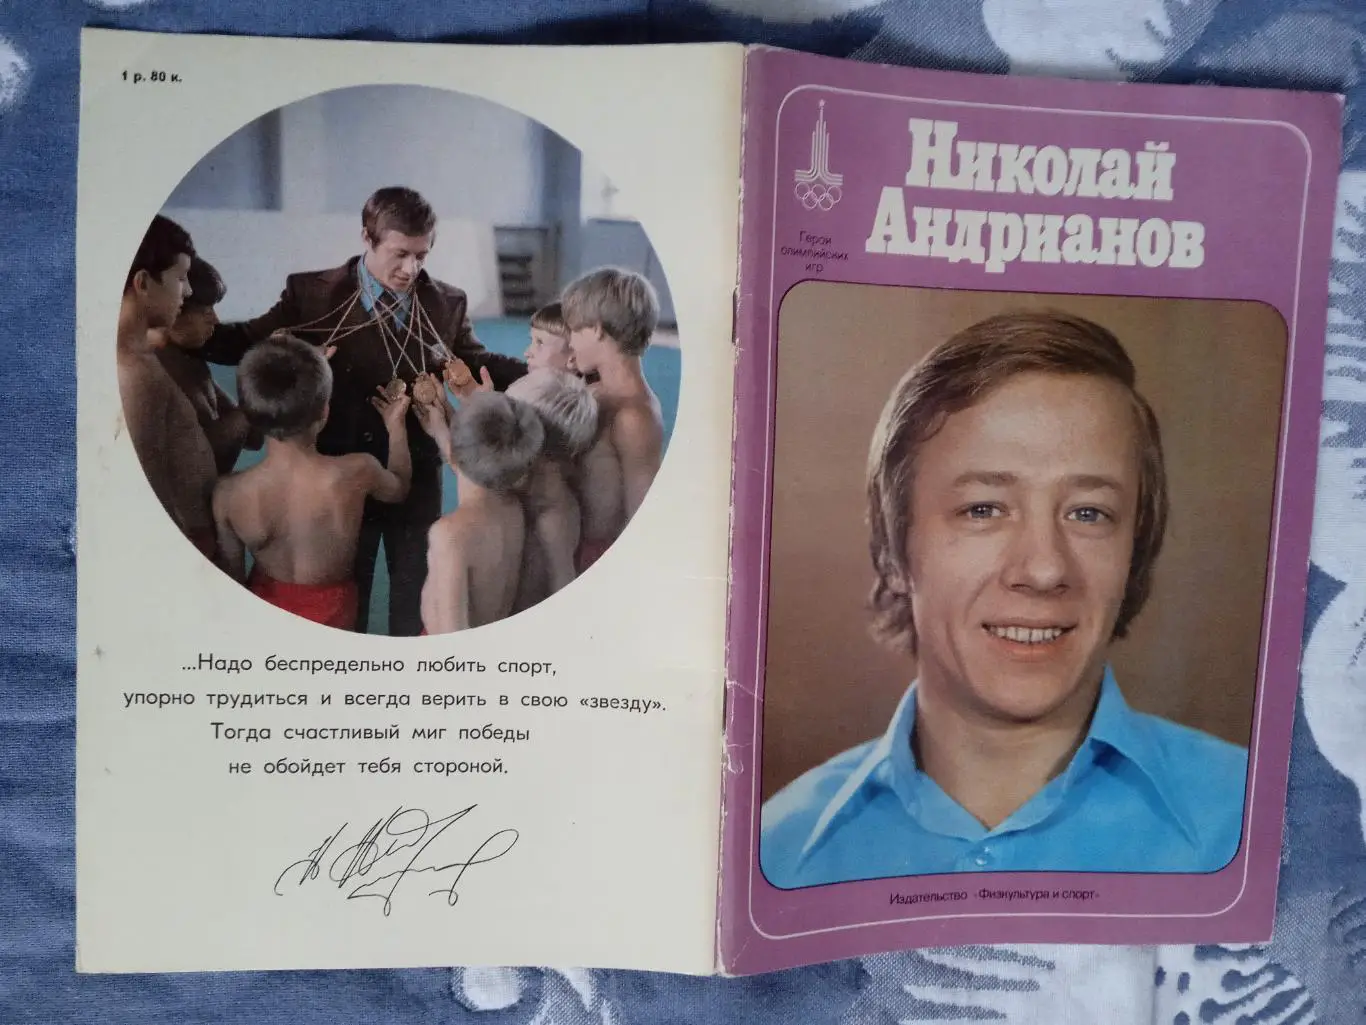 1 р. 80 к.
...Надо беспредельно любить спорт,
упорно трудиться и всегда верить в свою «звезду».
Тогда счастливый миг победы
не обойдет тебя стороной.
Николай
Андрианов
Герои
олимпийских
игр
Издательство «Физкультура и спорт»